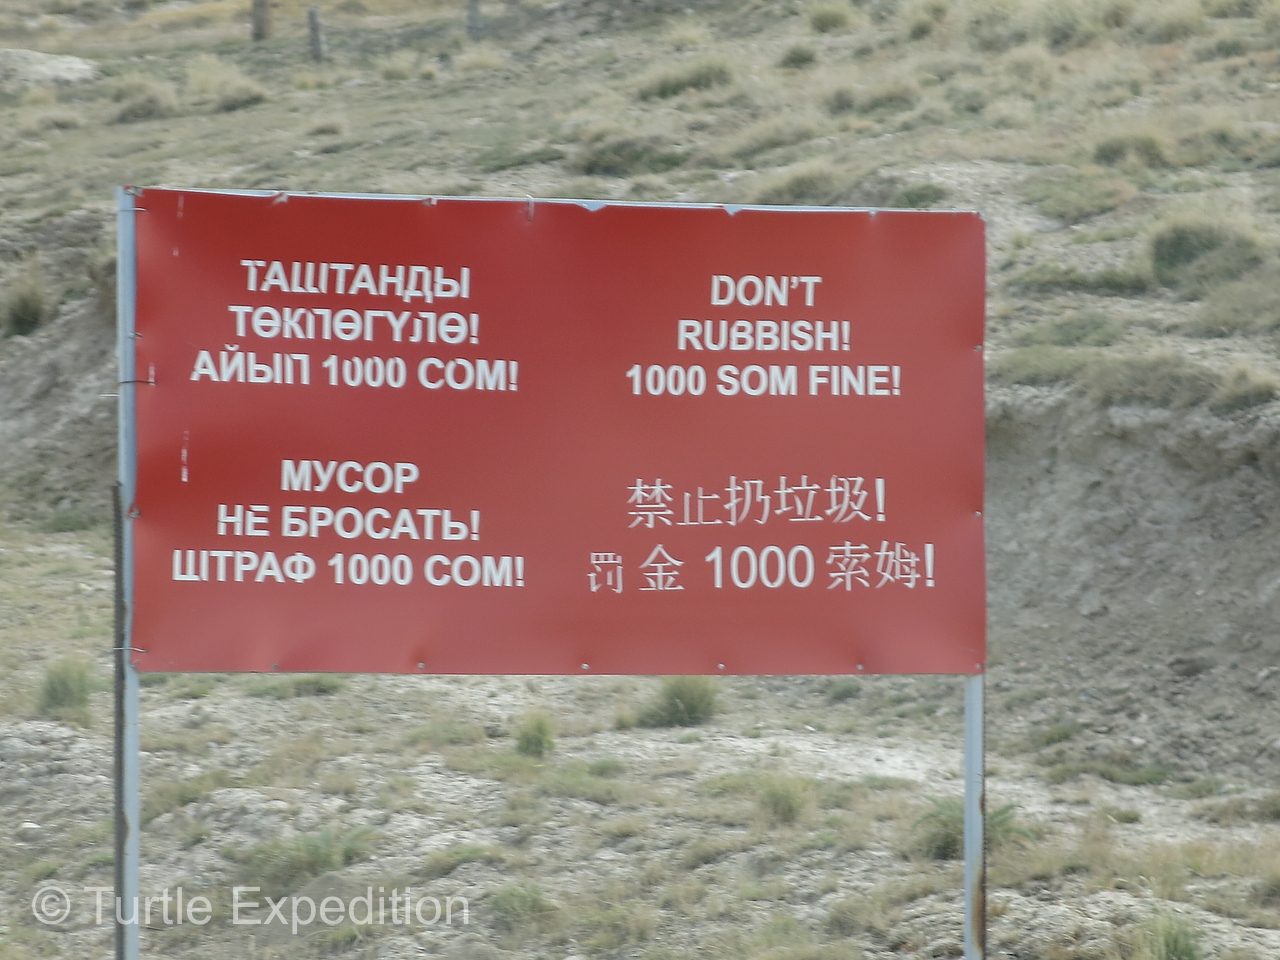 ТАШТАНДЫ
ТӨКПӨГҮЛӨ!
АЙЫП 1000 СОМ!
DON'T
RUBBISH!
1000 SOM FINE!
МУСОР
НЕ БРОСАТЬ!
ШТРАФ 1000 СОМ!
禁止扔垃圾!
罚金 1000 索姆!
© Turtle Expedition